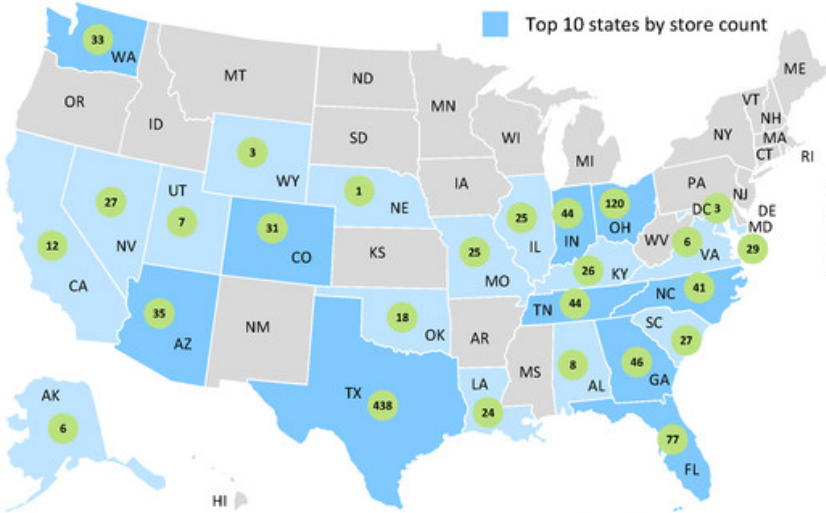 Top 10 states by store count
33
WA
MT
ND
MN
OR
ID
SD
WI
MI
NY
VT
ME
NH
MA
CT
RI
3
WY
1
NE
IA
PA
NJ
27
NV
UT
7
31
CO
KS
25
MO
25
IL
44
IN
120
OH
WV
6
VA
DC
3
DE
MD
29
12
CA
26
KY
35
AZ
NM
18
OK
AR
TN
44
NC
41
SC
27
TX
438
LA
24
MS
8
AL
46
GA
77
FL
AK
6
HI